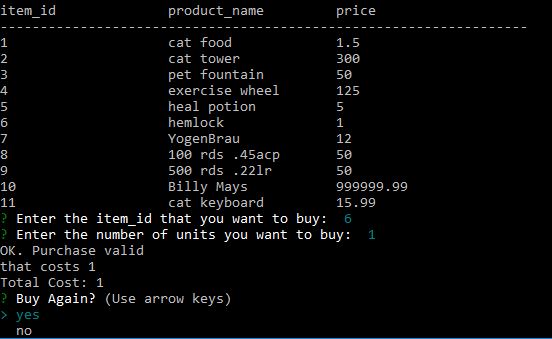 item_id product_name price
----------------------------------------------------------------
1 cat food 1.5
2 cat tower 300
3 pet fountain 50
4 exercise wheel 125
5 heal potion 5
6 hemlock 1
7 YogenBrau 12
8 100 rds .45acp 50
9 500 rds .22lr 50
10 Billy Mays 999999.99
11 cat keyboard 15.99
? Enter the item_id that you want to buy: 6
? Enter the number of units you want to buy: 1
OK. Purchase valid
that costs 1
Total Cost: 1
? Buy Again? (Use arrow keys)
> yes
no